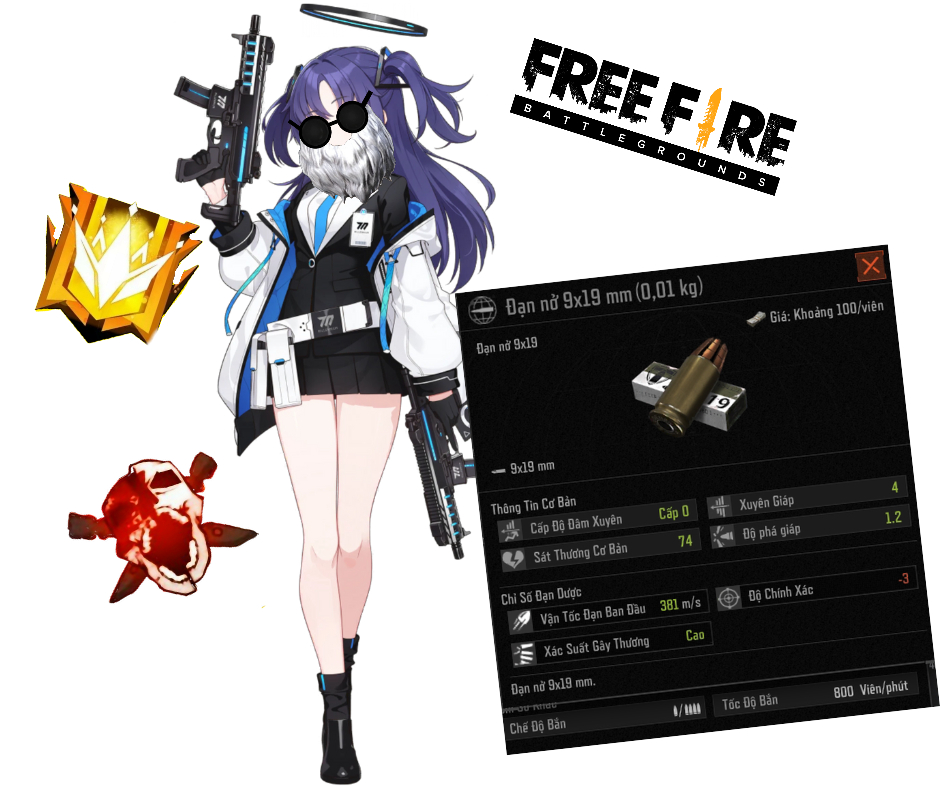 FREE FIRE
BATTLEGROUNDS
Đạn nở 9x19 mm (0,01 kg)
Giá: Khoảng 100/viên
Đạn nở 9x19
19
9x19 mm
Thông Tin Cơ Bản
Cấp Độ Đâm Xuyên Cấp 0
Xuyên Giáp 4
Sát Thương Cơ Bản 74
Độ phá giáp 1.2
Chỉ Số Đạn Dược
Vận Tốc Đạn Ban Đầu 381 m/s
Độ Chính Xác -3
Xác Suất Gây Thương Cao
Đạn nở 9x19 mm.
Chế Độ Bắn
Tốc Độ Bắn 800 Viên/phút